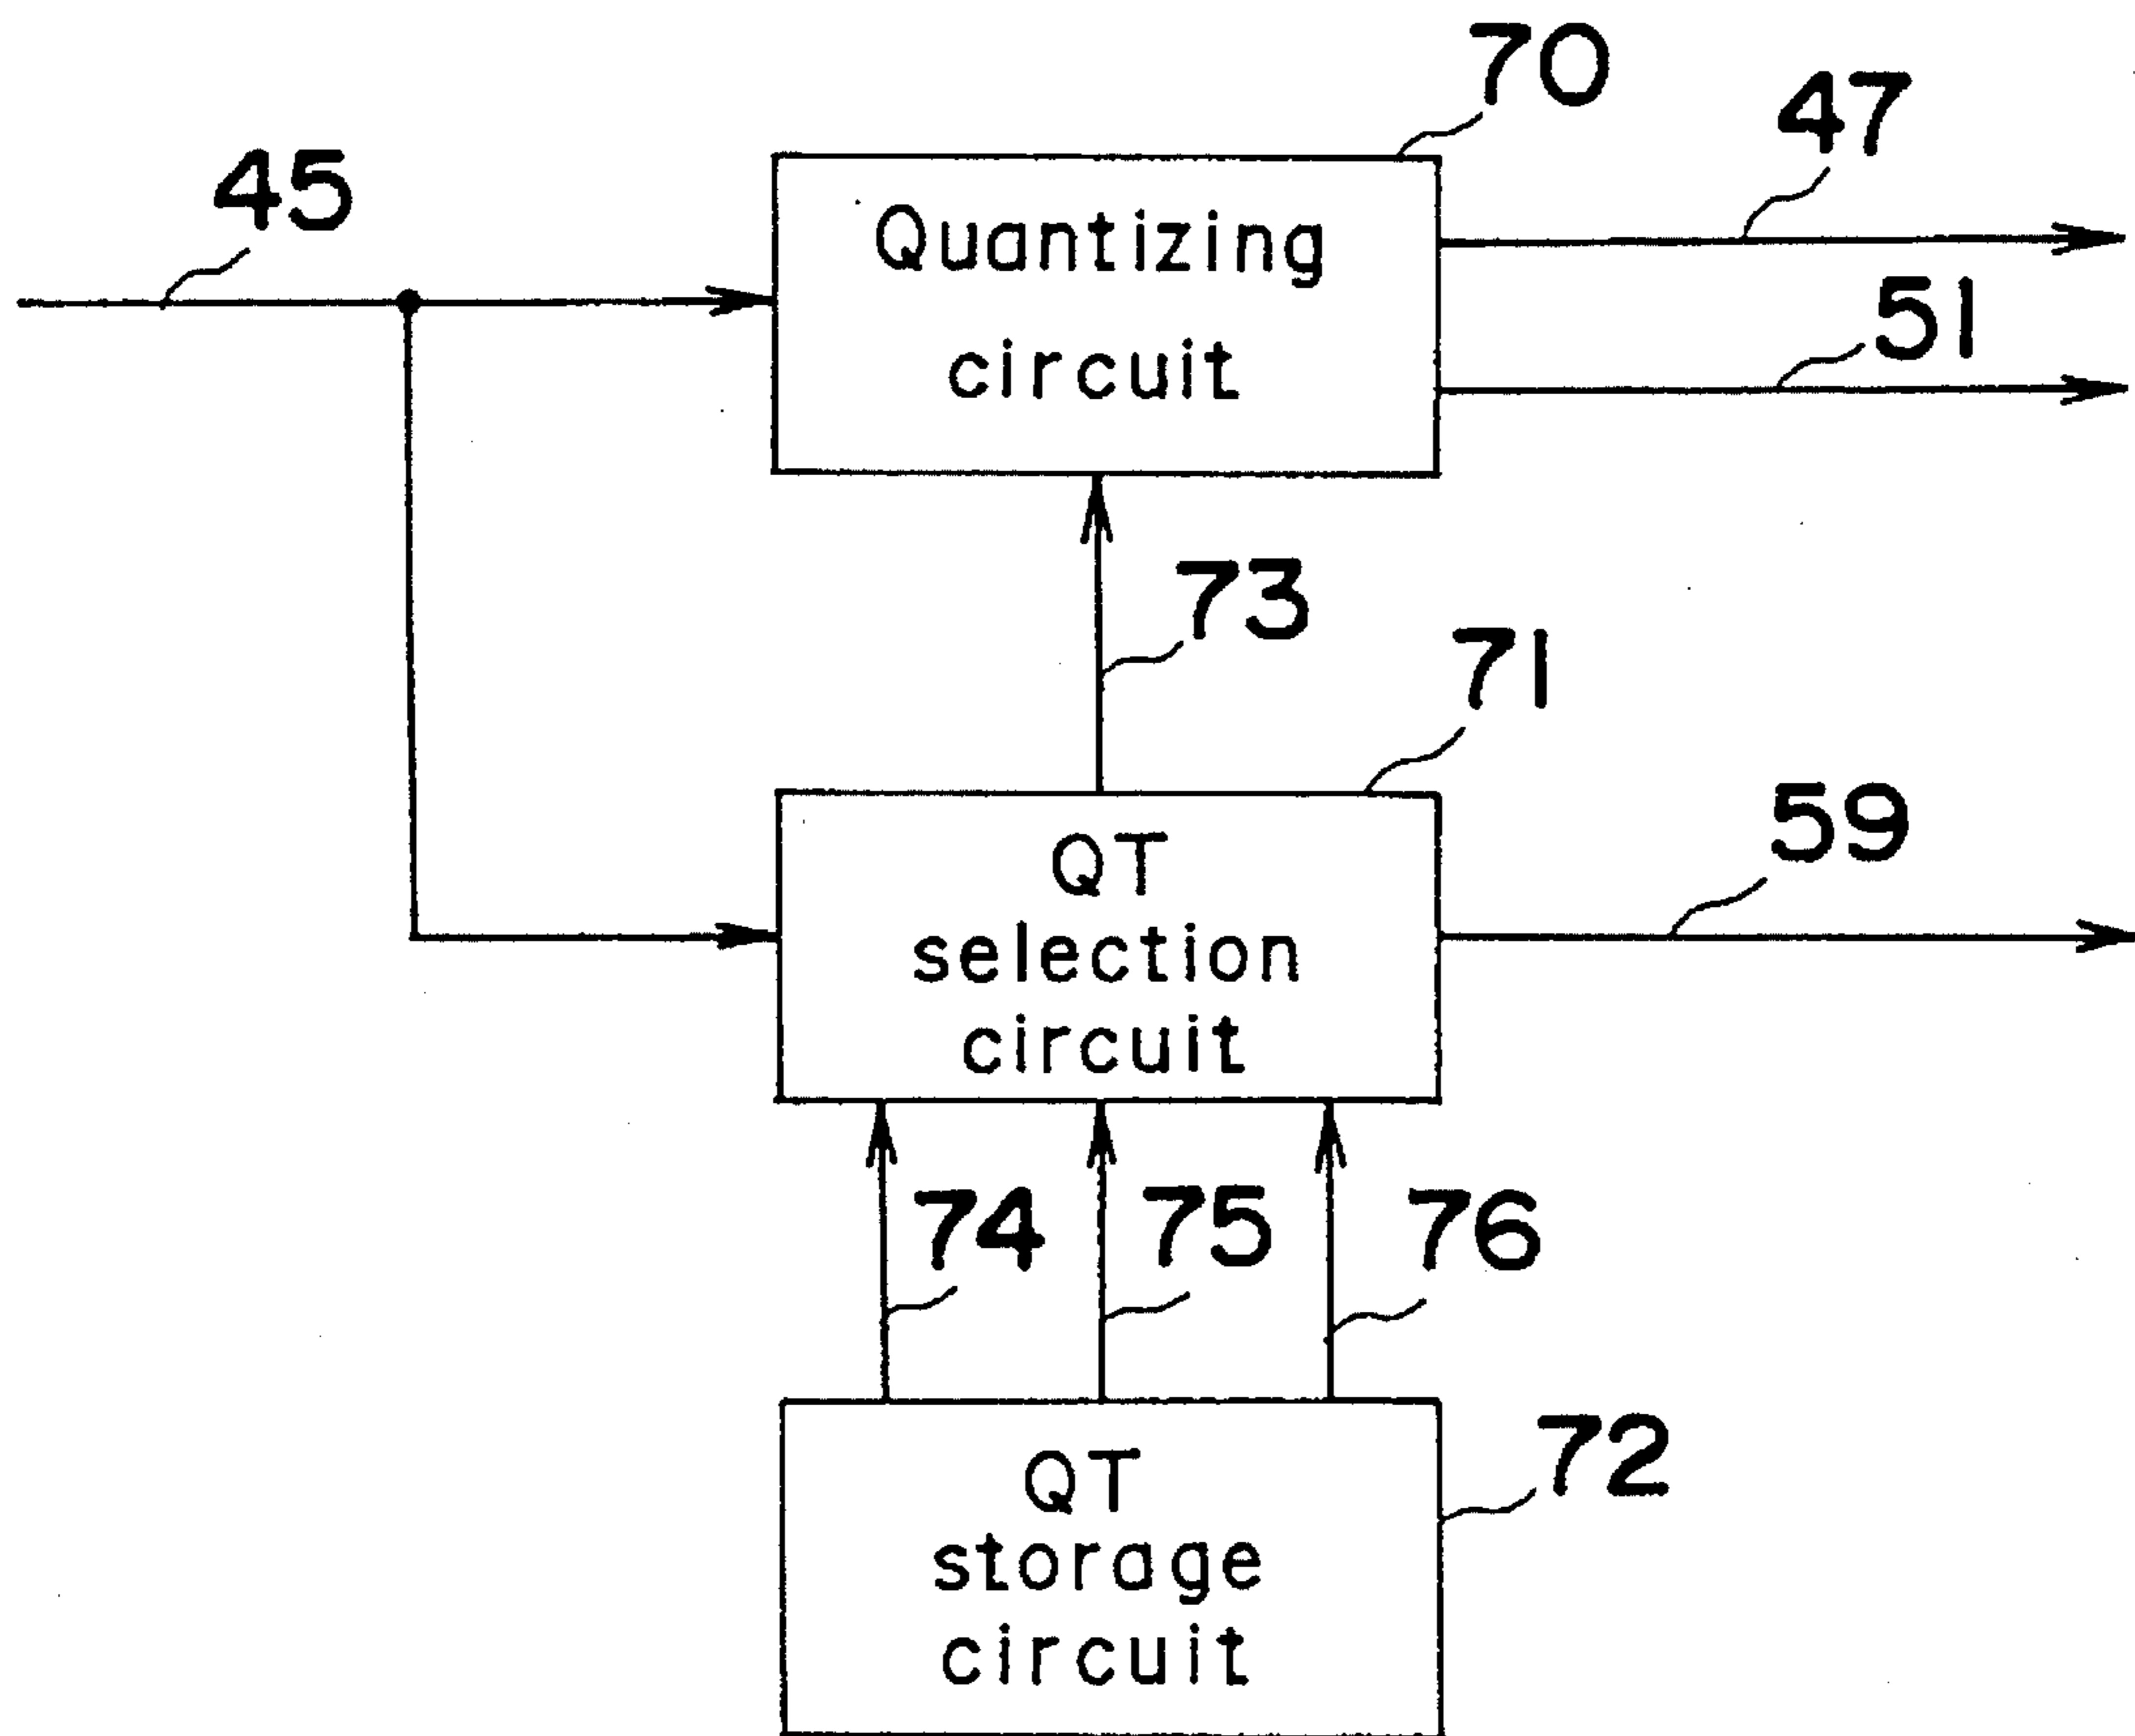 70
47
45
Quantizing
circuit
51
73
71
QT
selection
circuit
59
74
75
76
QT
storage
circuit
72